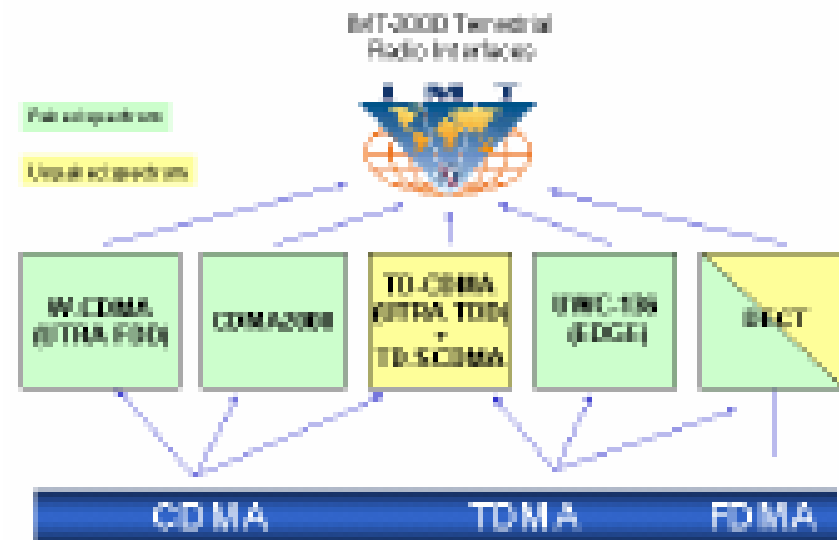 IMT-2000 Terrestrial
Radio Interfaces
I M T
Paired spectrum
Unpaired spectrum
W-CDMA
(UTRA FDD)
CDMA2000
TD-CDMA
(UTRA TDD)
+
TD-SCDMA
UWC-136
(EDGE)
DECT
CDMA
TDMA
FDMA